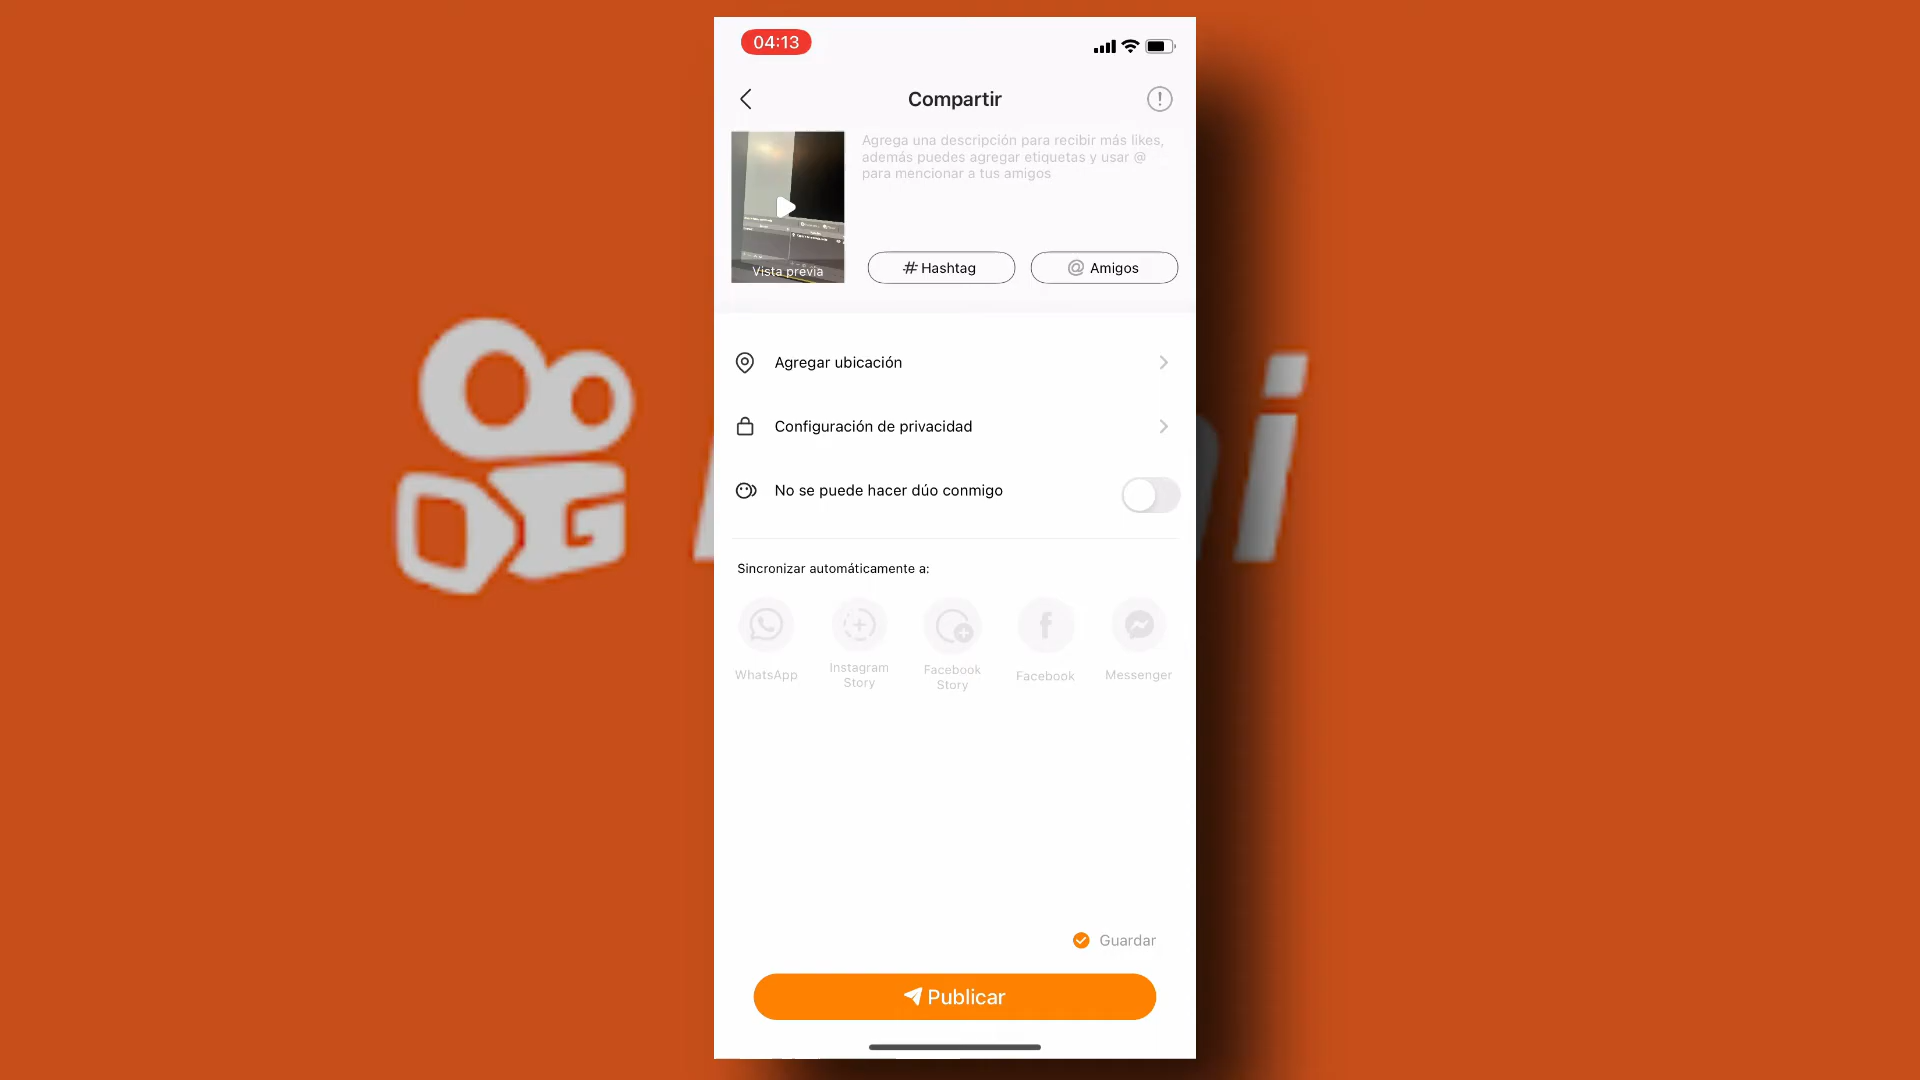 04:13
Compartir
Agrega una descripción para recibir más likes,
además puedes agregar etiquetas y usar @
para mencionar a tus amigos
Vista previa
# Hashtag
@ Amigos
Agregar ubicación
Configuración de privacidad
No se puede hacer dúo conmigo
Sincronizar automáticamente a:
WhatsApp
Instagram
Story
Facebook
Story
Facebook
Messenger
Guardar
Publicar